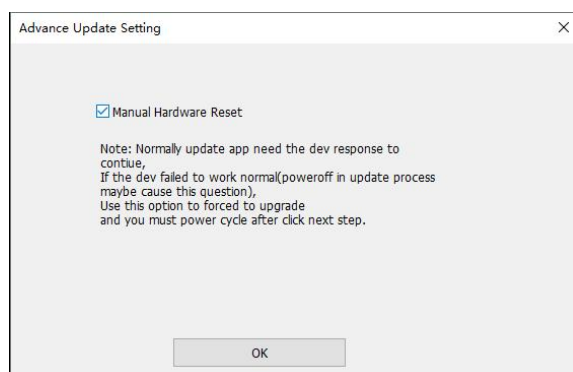 Advance Update Setting
Manual Hardware Reset
Note: Normally update app need the dev response to
contiue,
If the dev failed to work normal(poweroff in update process
maybe cause this question),
Use this option to forced to upgrade
and you must power cycle after click next step.
OK